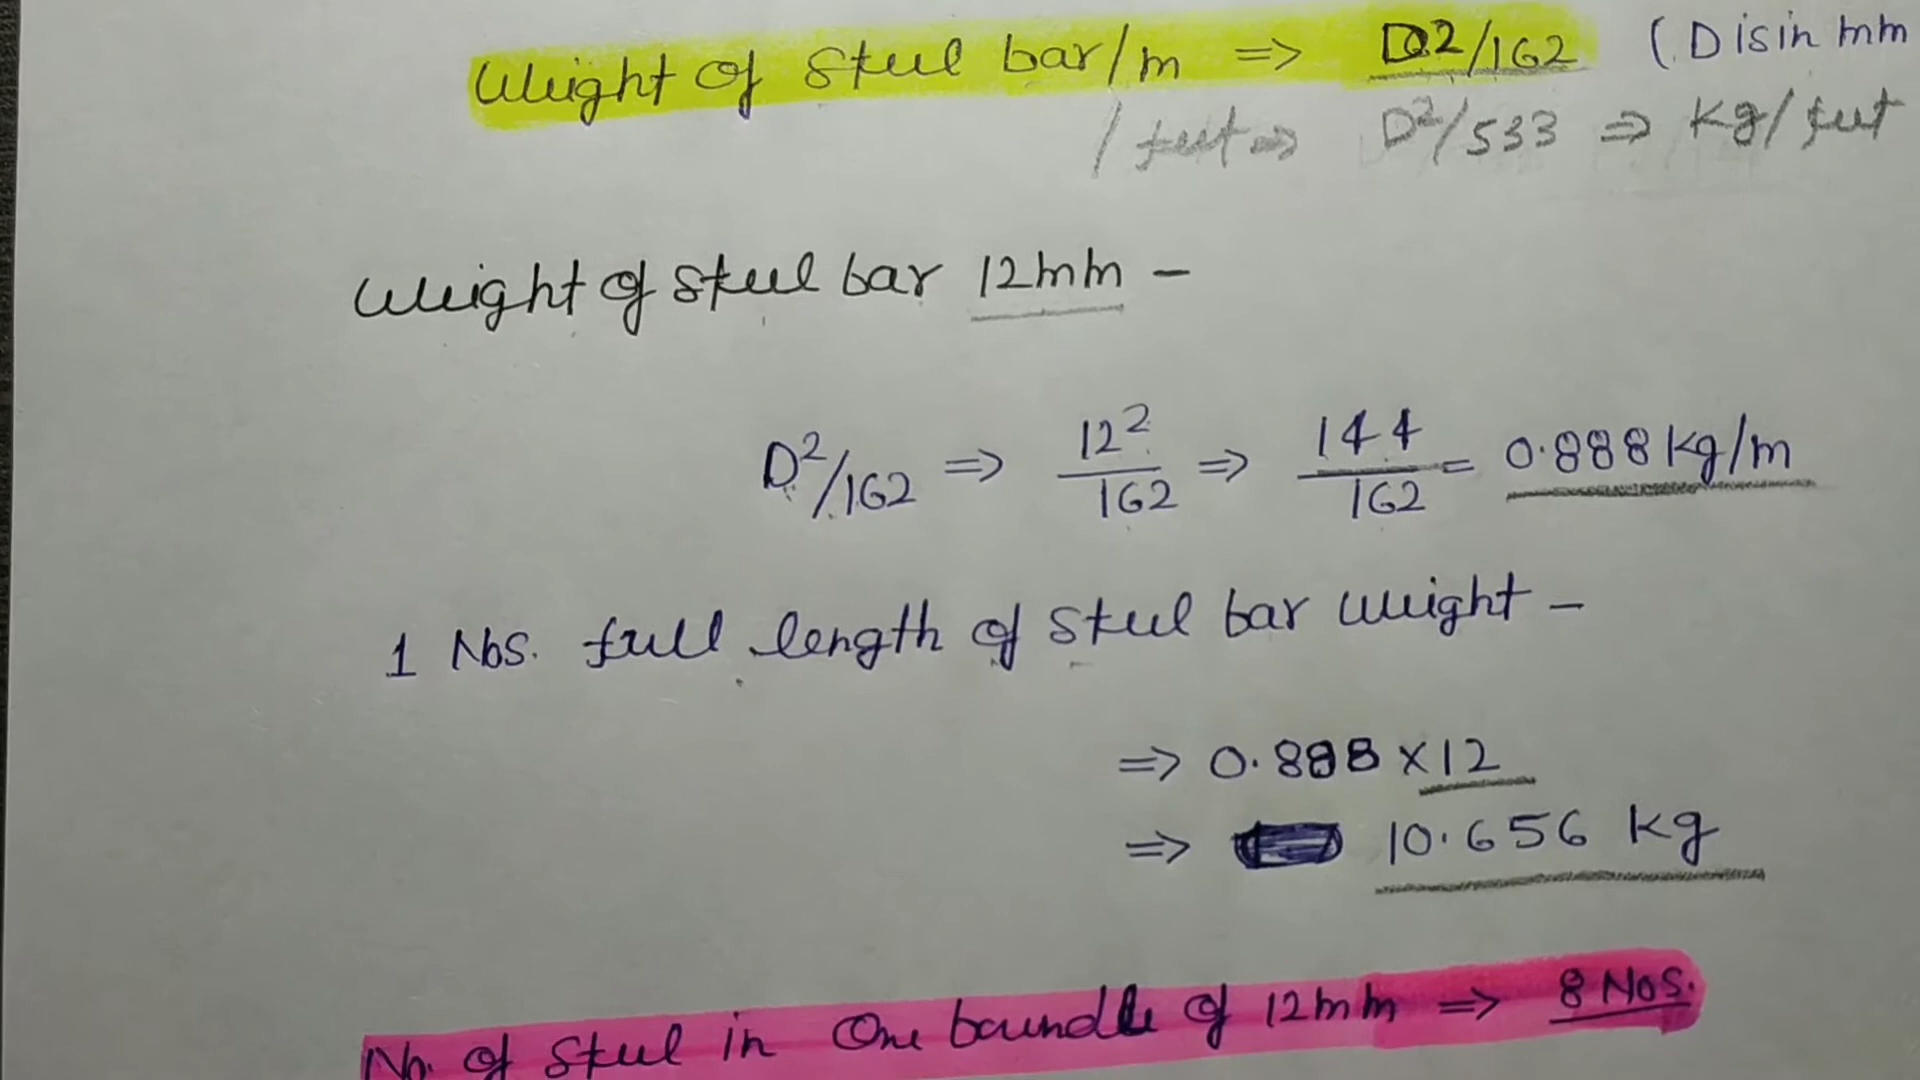 Weight of Steel bar/m => D2/162 (D is in mm
/ feet => D²/533 => Kg/feet
Weight of Steel bar 12mm -
D²/162 => 12²/162 => 144/162 = 0.888 kg/m
1 Nos. full length of Steel bar weight -
=> 0.888 x 12
=> 10.656 kg
No. of Steel in One baundle of 12mm => 8 Nos.